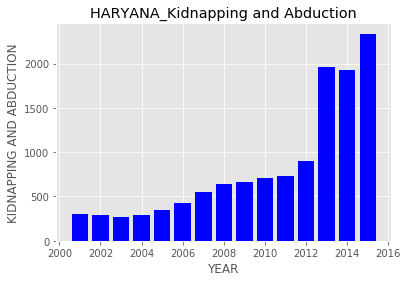 HARYANA_Kidnapping and Abduction
KIDNAPPING AND ABDUCTION
2000
1500
1000
500
0
2000 2002 2004 2006 2008 2010 2012 2014 2016
YEAR